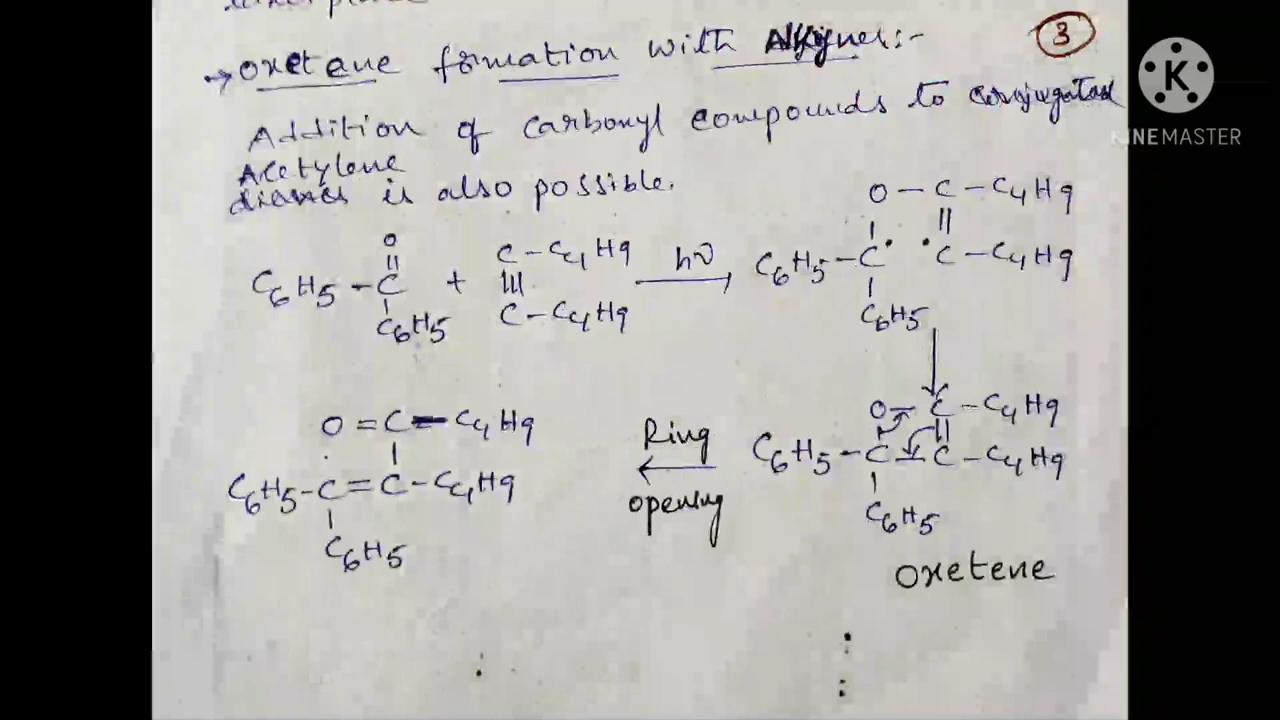 → Oxetene formation with Alkynes:-
3
K
KINEMASTER
Addition of carbonyl compounds to conjugated
Acetylene
dienes is also possible.
O
||
C6H5-C
C6H5
+
C-C4H9
|||
C-C4H9
hν
O-C-C4H9
||
C6H5-C• •C-C4H9
C6H5
O-C-C4H9
||
C6H5-C-C-C4H9
C6H5
Oxetene
Ring
opening
O=C-C4H9
C6H5-C=C-C4H9
C6H5